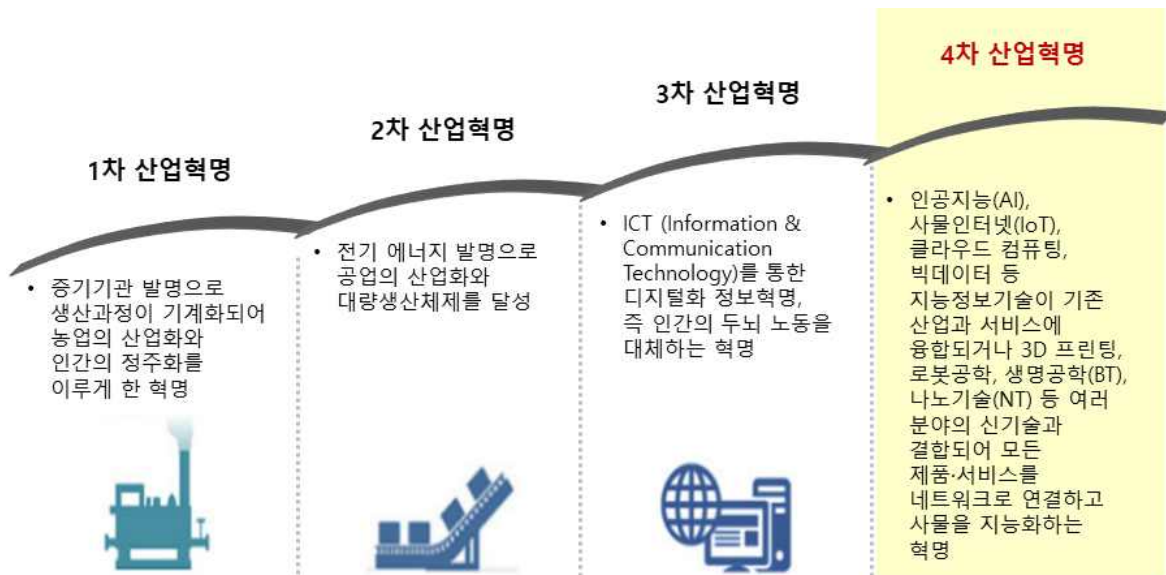 1차 산업혁명
• 증기기관 발명으로
생산과정이 기계화되어
농업의 산업화와
인간의 정주화를
이루게 한 혁명
2차 산업혁명
• 전기 에너지 발명으로
공업의 산업화와
대량생산체제를 달성
3차 산업혁명
• ICT (Information &
Communication
Technology)를 통한
디지털화 정보혁명,
즉 인간의 두뇌 노동을
대체하는 혁명
4차 산업혁명
• 인공지능(AI),
사물인터넷(IoT),
클라우드 컴퓨팅,
빅데이터 등
지능정보기술이 기존
산업과 서비스에
융합되거나 3D 프린팅,
로봇공학, 생명공학(BT),
나노기술(NT) 등 여러
분야의 신기술과
결합되어 모든
제품·서비스를
네트워크로 연결하고
사물을 지능화하는
혁명